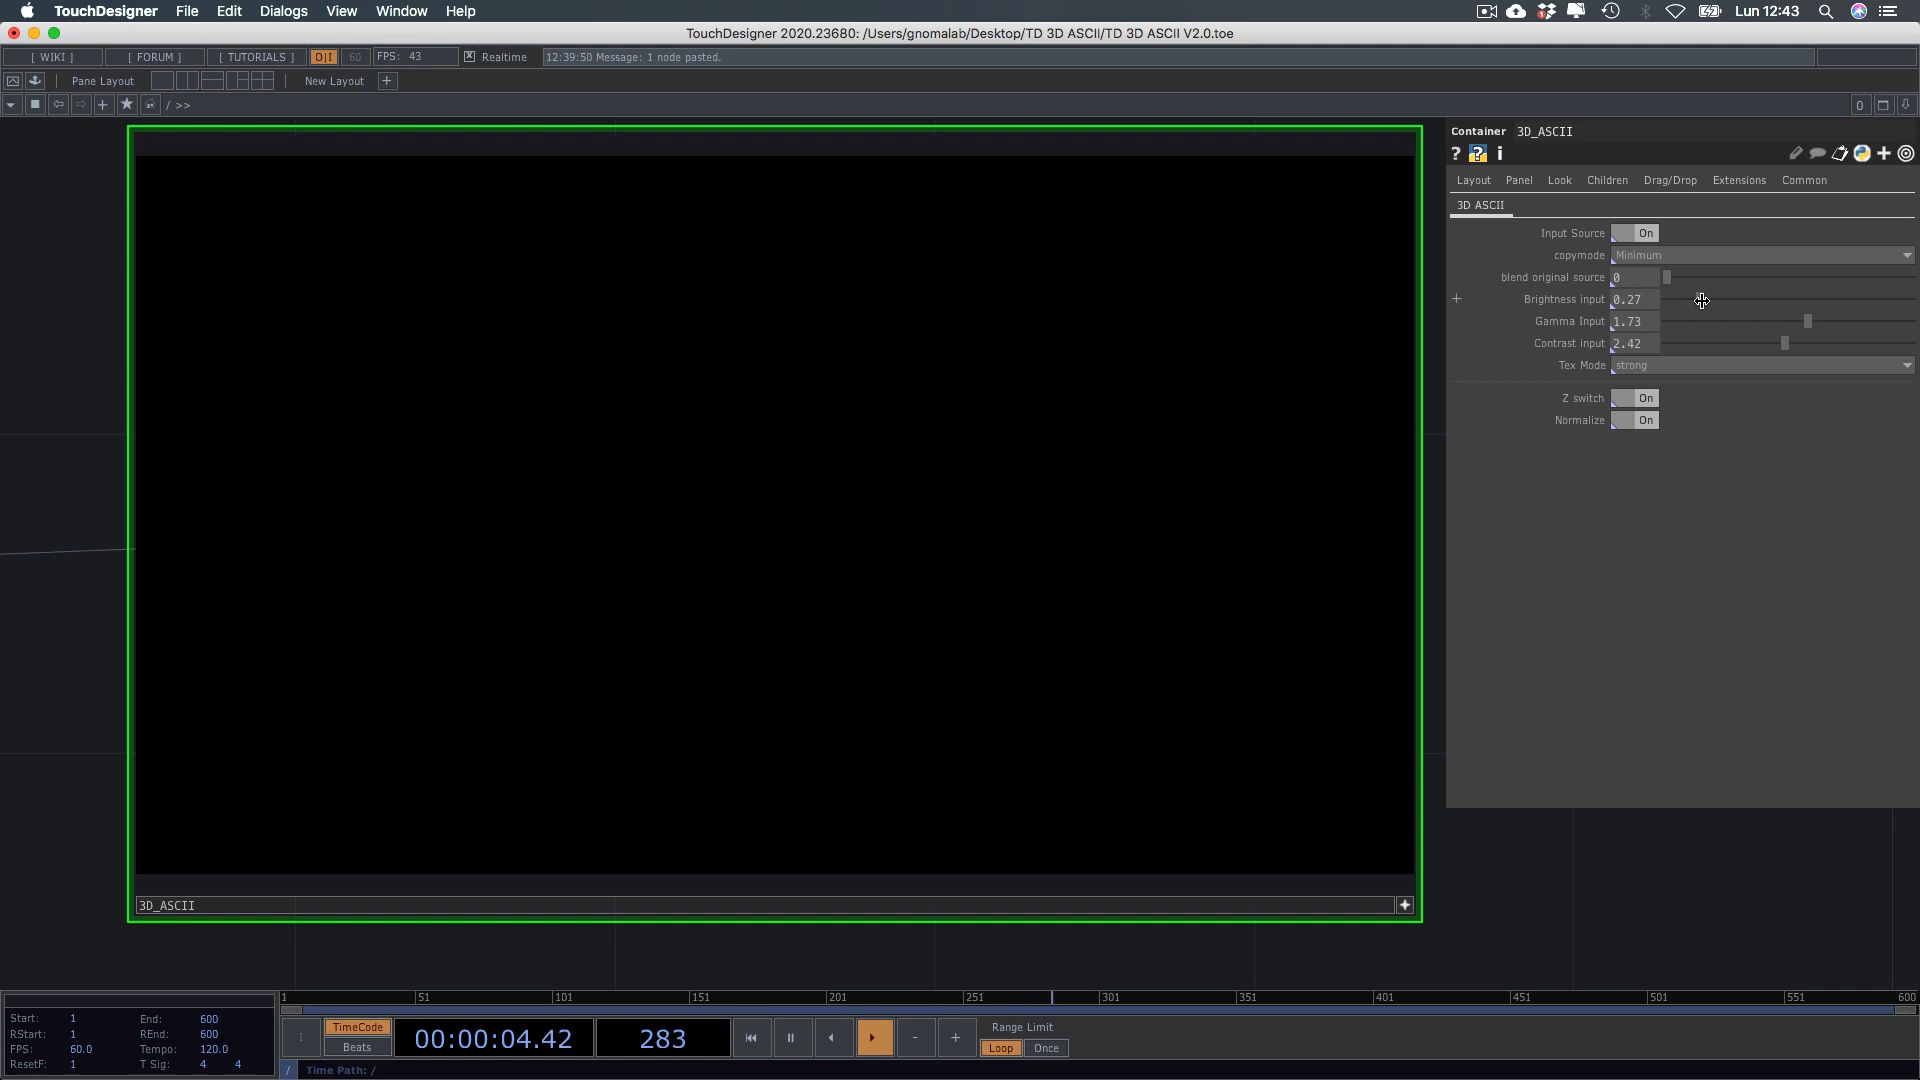 TouchDesigner File Edit Dialogs View Window Help Lun 12:43
TouchDesigner 2020.23680: /Users/gnomalab/Desktop/TD 3D ASCII/TD 3D ASCII V2.0.toe
[ WIKI ] [ FORUM ] [ TUTORIALS ] O|I 60 FPS: 43 Realtime 12:39:50 Message: 1 node pasted.
Pane Layout New Layout +
/ >> 0
Container 3D_ASCII
? ? i
Layout Panel Look Children Drag/Drop Extensions Common
3D ASCII
Input Source On
copymode Minimum
blend original source 0
+ Brightness input 0.27
Gamma Input 1.73
Contrast input 2.42
Tex Mode strong
Z switch On
Normalize On
3D_ASCII
1 51 101 151 201 251 301 351 401 451 501 551 600
Start: 1 End: 600
RStart: 1 REnd: 600
FPS: 60.0 Tempo: 120.0
ResetF: 1 T Sig: 4 4
TimeCode
Beats
00:00:04.42 283 - +
Range Limit
Loop Once
/ Time Path: /